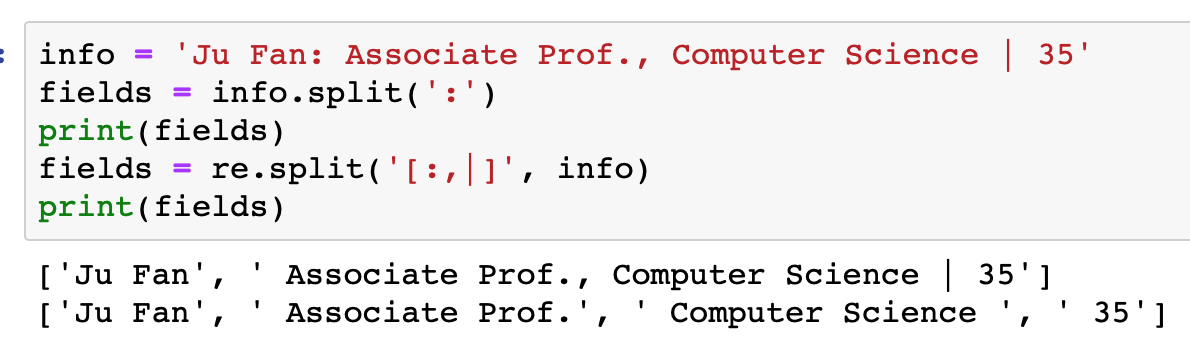 :
info = 'Ju Fan: Associate Prof., Computer Science | 35'
fields = info.split(':')
print(fields)
fields = re.split('[:,|]', info)
print(fields)
['Ju Fan', ' Associate Prof., Computer Science | 35']
['Ju Fan', ' Associate Prof.', ' Computer Science ', ' 35']